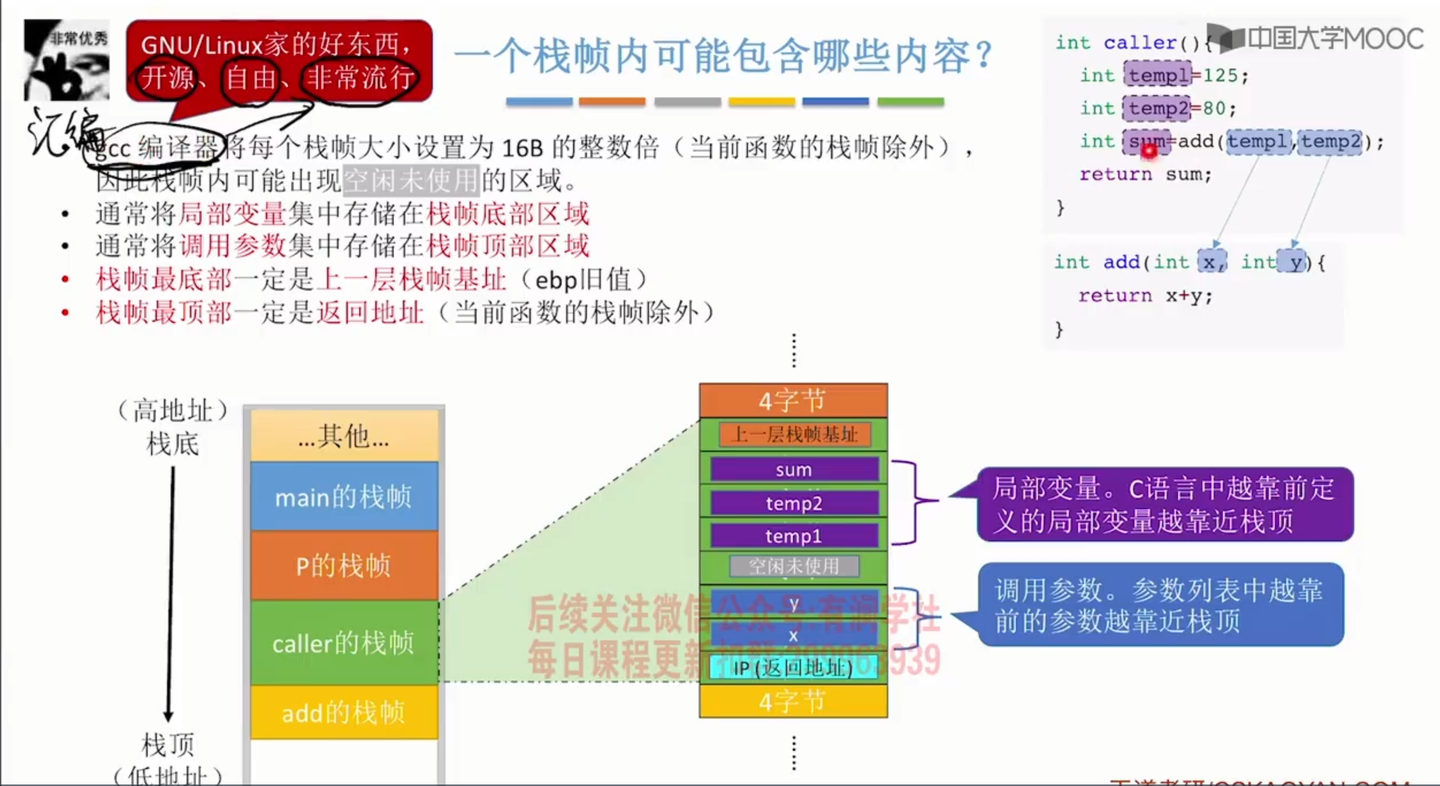 非常优秀
GNU/Linux家的好东西，
开源、自由、非常流行
一个栈帧内可能包含哪些内容？
中国大学MOOC
int caller(){
int temp1=125;
int temp2=80;
int sum=add(temp1,temp2);
return sum;
}
int add(int x, int y){
return x+y;
}
汇编
gcc 编译器将每个栈帧大小设置为 16B 的整数倍（当前函数的栈帧除外），
因此栈帧内可能出现空闲未使用的区域。
• 通常将局部变量集中存储在栈帧底部区域
• 通常将调用参数集中存储在栈帧顶部区域
• 栈帧最底部一定是上一层栈帧基址（ebp旧值）
• 栈帧最顶部一定是返回地址（当前函数的栈帧除外）
（高地址）
栈底
栈顶
（低地址）
...其他...
main的栈帧
P的栈帧
caller的栈帧
add的栈帧
4字节
上一层栈帧基址
sum
temp2
temp1
空闲未使用
y
x
IP (返回地址)
4字节
局部变量。C语言中越靠前定
义的局部变量越靠近栈顶
调用参数。参数列表中越靠
前的参数越靠近栈顶
后续关注微信公众号:有润学社
每日课程更新